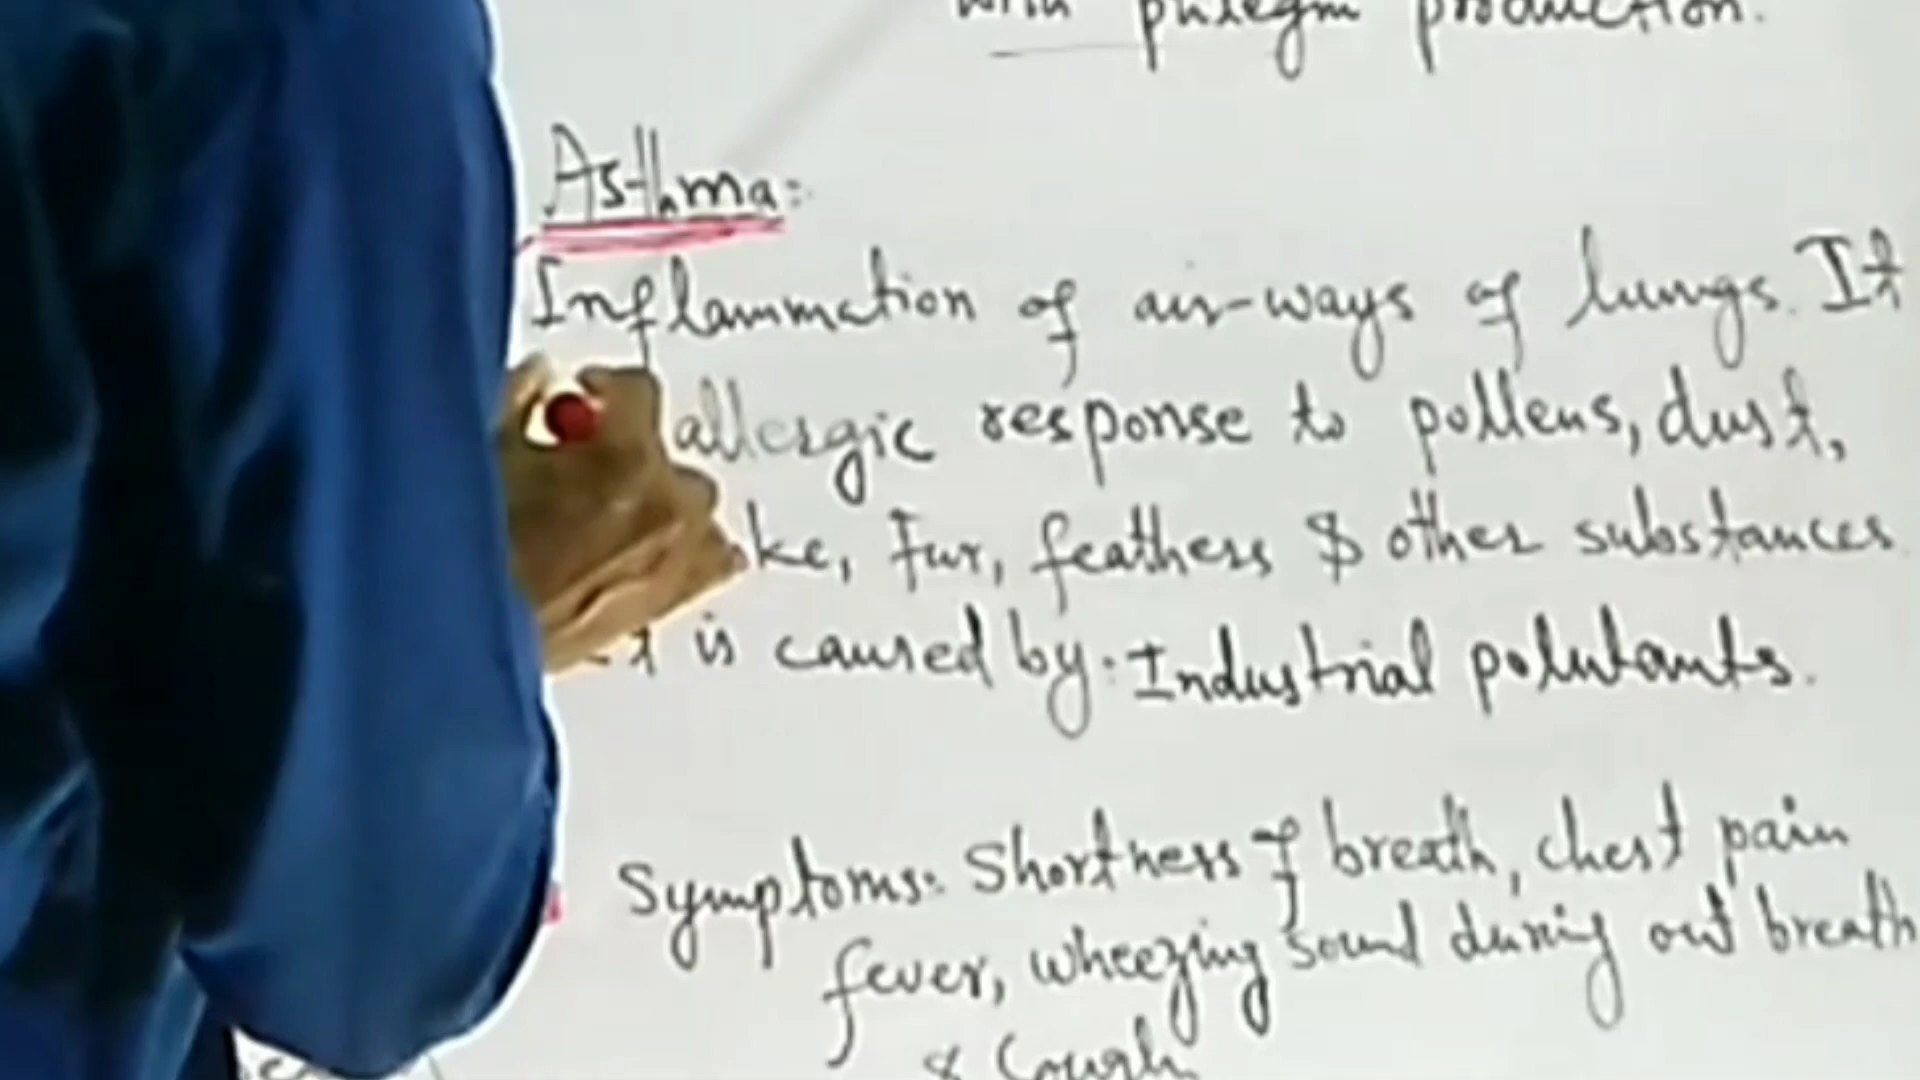 with phlegm production.
Asthma:
Inflammation of air-ways of lungs. It
allergic response to pollens, dust,
ke, Fur, feathers & other substances
t is caused by: Industrial polutants.
Symptoms: Shortness of breath, chest pain
fever, wheezing sound during out breath
& Cough